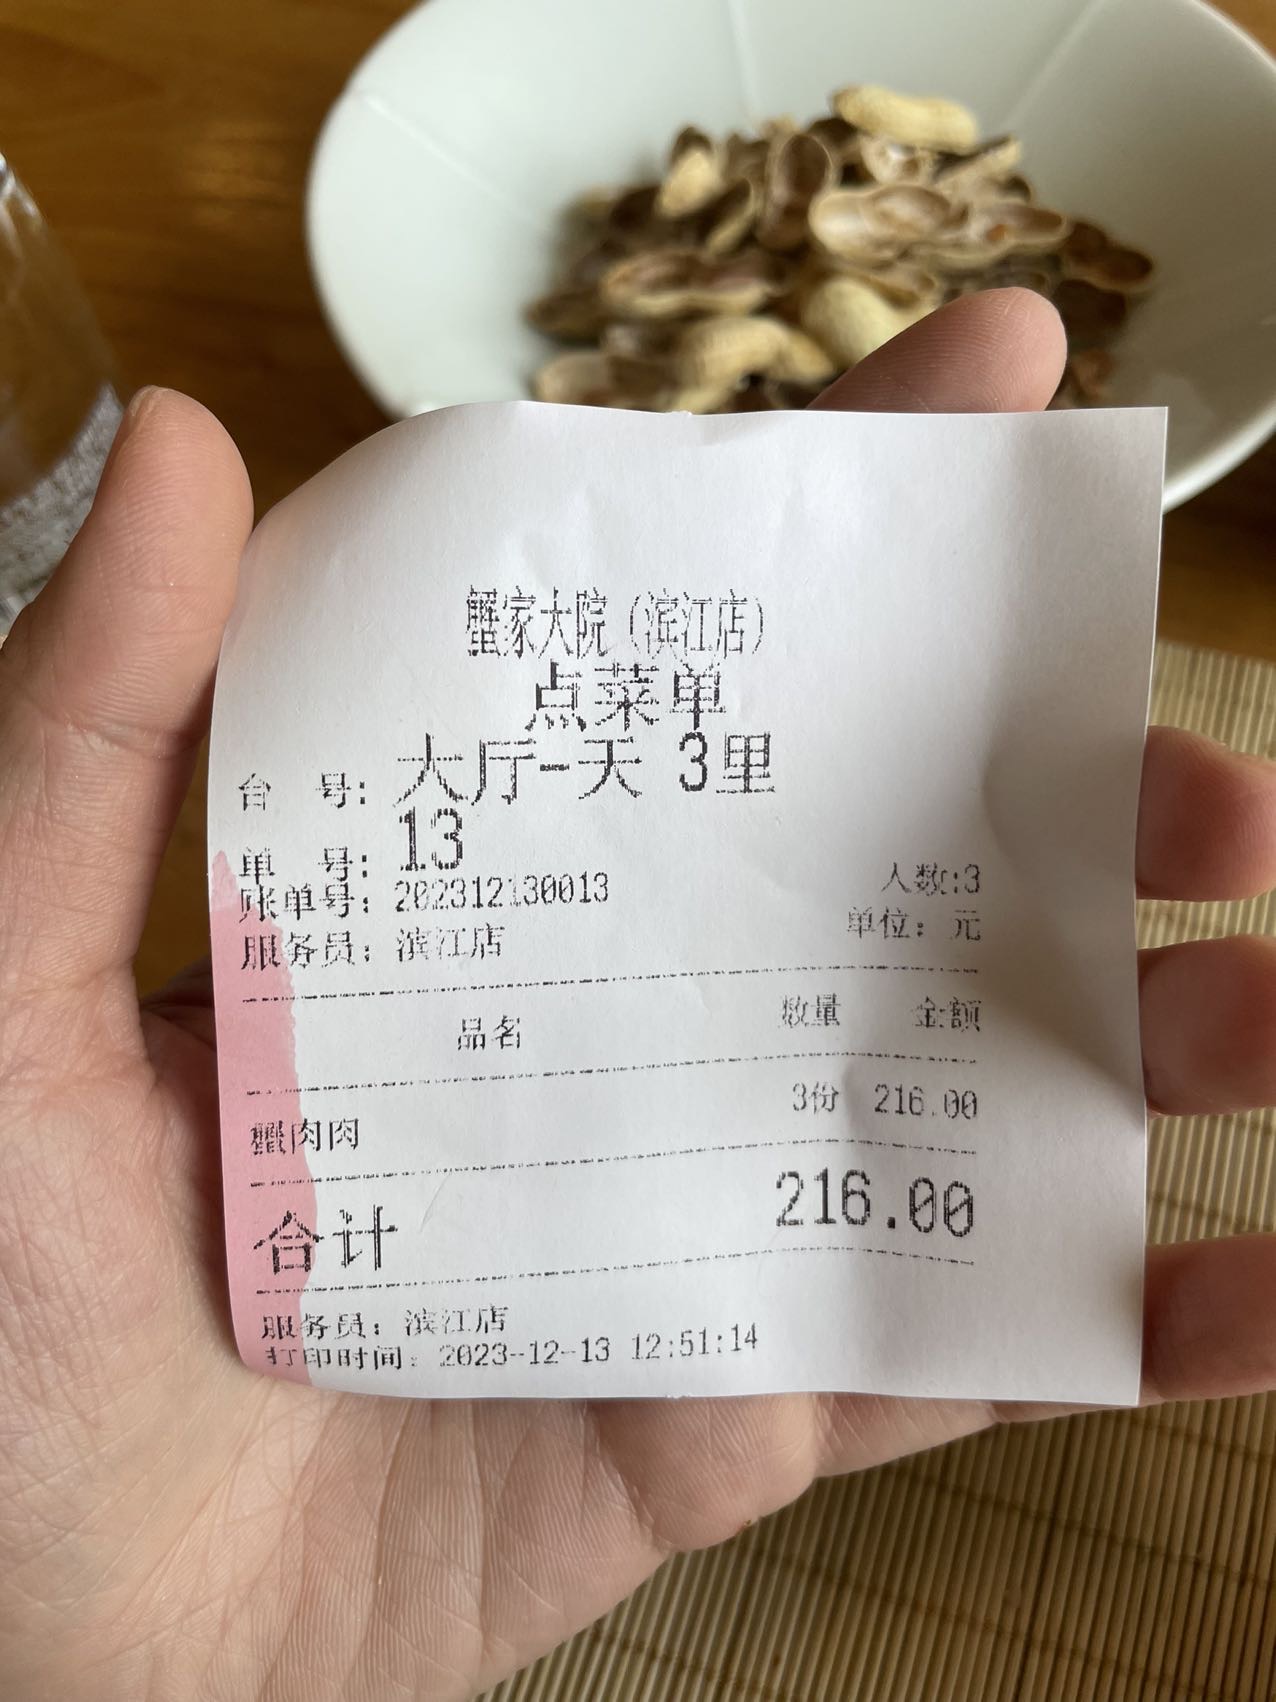 蟹家大院（滨江店）
点菜单
台 号: 大厅-天 3里
单 号: 13
账单号: 202312130013 人数:3
服务员: 滨江店 单位: 元
品名 数量 金额
蟹肉肉 3份 216.00
合计 216.00
服务员: 滨江店
打印时间: 2023-12-13 12:51:14